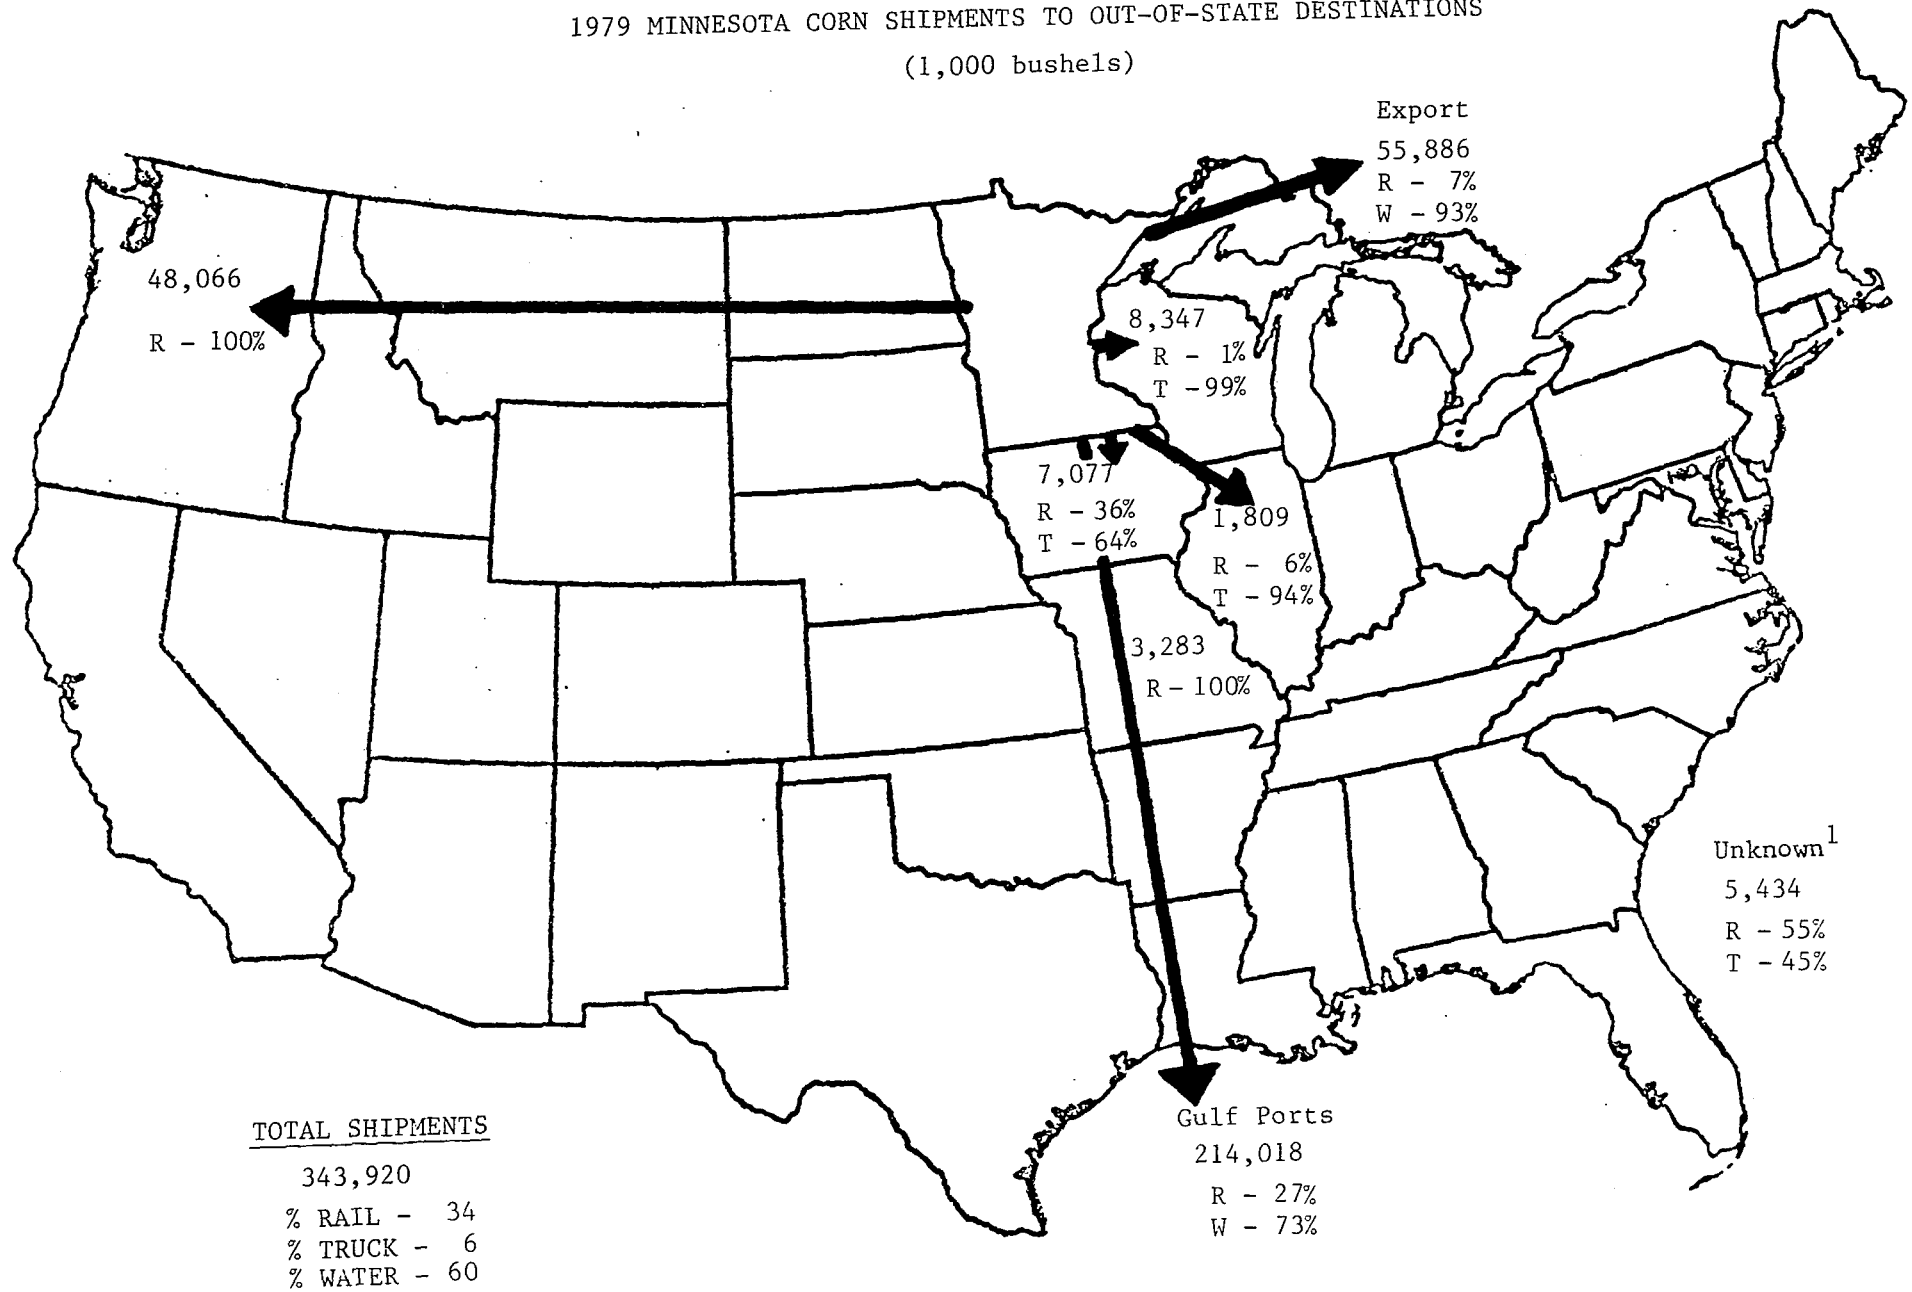 1979 MINNESOTA CORN SHIPMENTS TO OUT-OF-STATE DESTINATIONS
(1,000 bushels)
Export
55,886
R - 7%
W - 93%
48,066
R - 100%
8,347
R - 1%
T - 99%
7,077
R - 36%
T - 64%
1,809
R - 6%
T - 94%
3,283
R - 100%
Unknown1
5,434
R - 55%
T - 45%
Gulf Ports
214,018
R - 27%
W - 73%
TOTAL SHIPMENTS
343,920
% RAIL - 34
% TRUCK - 6
% WATER - 60